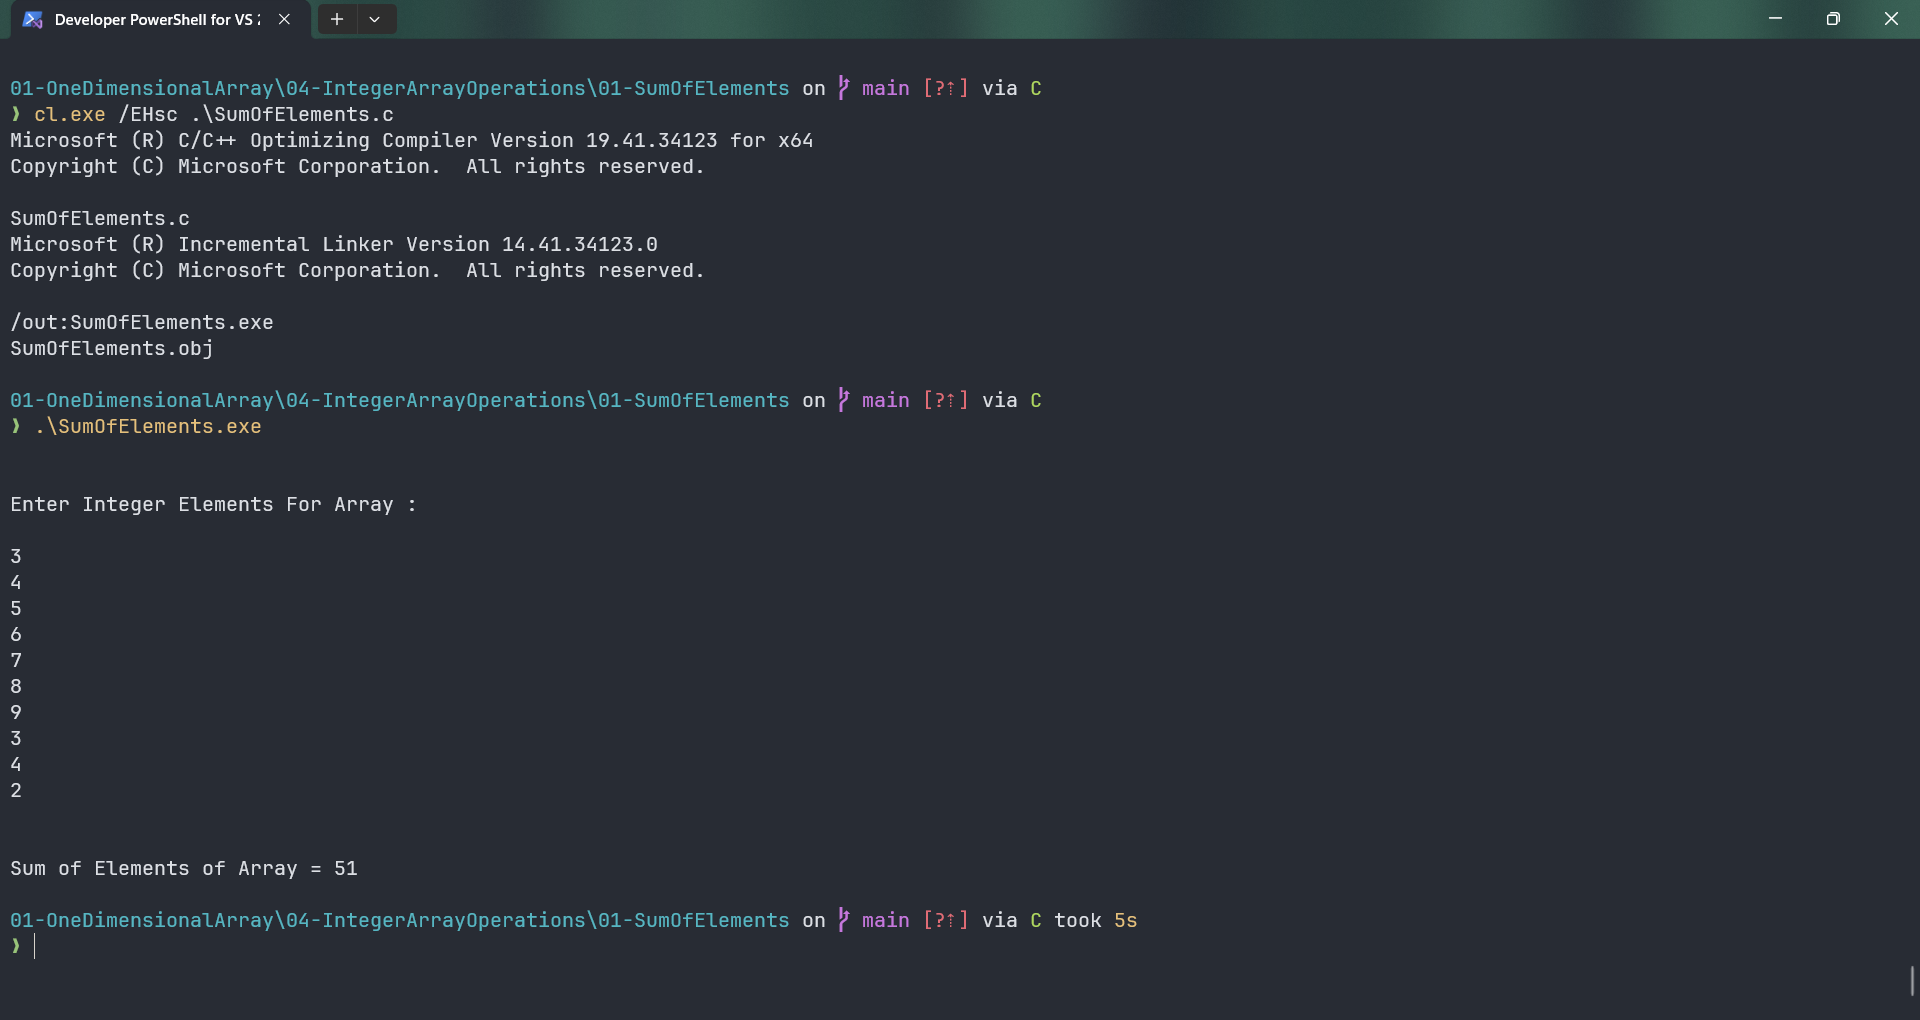 Developer PowerShell for VS 2
01-OneDimensionalArray\04-IntegerArrayOperations\01-SumOfElements on main [?⇡] via C
❯ cl.exe /EHsc .\SumOfElements.c
Microsoft (R) C/C++ Optimizing Compiler Version 19.41.34123 for x64
Copyright (C) Microsoft Corporation.  All rights reserved.
SumOfElements.c
Microsoft (R) Incremental Linker Version 14.41.34123.0
Copyright (C) Microsoft Corporation.  All rights reserved.
/out:SumOfElements.exe
SumOfElements.obj
01-OneDimensionalArray\04-IntegerArrayOperations\01-SumOfElements on main [?⇡] via C
❯ .\SumOfElements.exe
Enter Integer Elements For Array :
3
4
5
6
7
8
9
3
4
2
Sum of Elements of Array = 51
01-OneDimensionalArray\04-IntegerArrayOperations\01-SumOfElements on main [?⇡] via C took 5s
❯